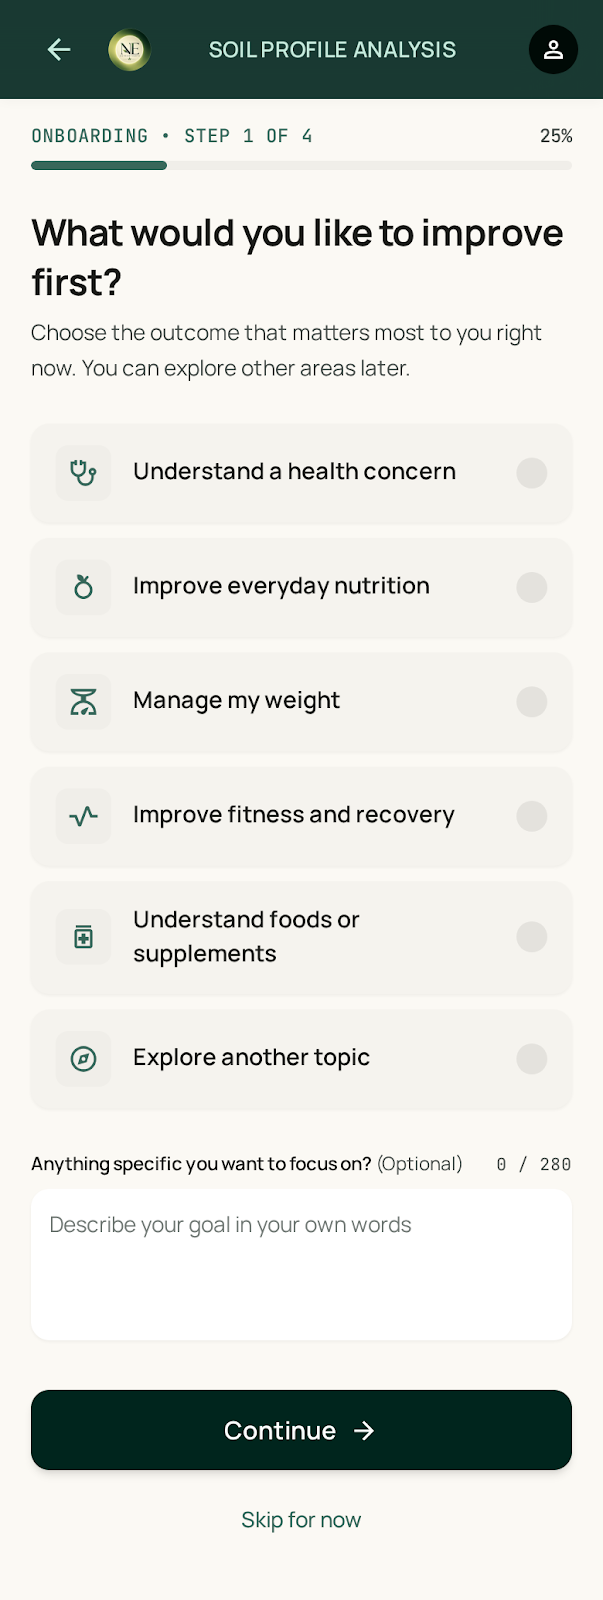 NE
SOIL PROFILE ANALYSIS
ONBOARDING • STEP 1 OF 4
25%
What would you like to improve
first?
Choose the outcome that matters most to you right
now. You can explore other areas later.
Understand a health concern
Improve everyday nutrition
Manage my weight
Improve fitness and recovery
Understand foods or
supplements
Explore another topic
Anything specific you want to focus on? (Optional)
0 / 280
Describe your goal in your own words
Continue →
Skip for now